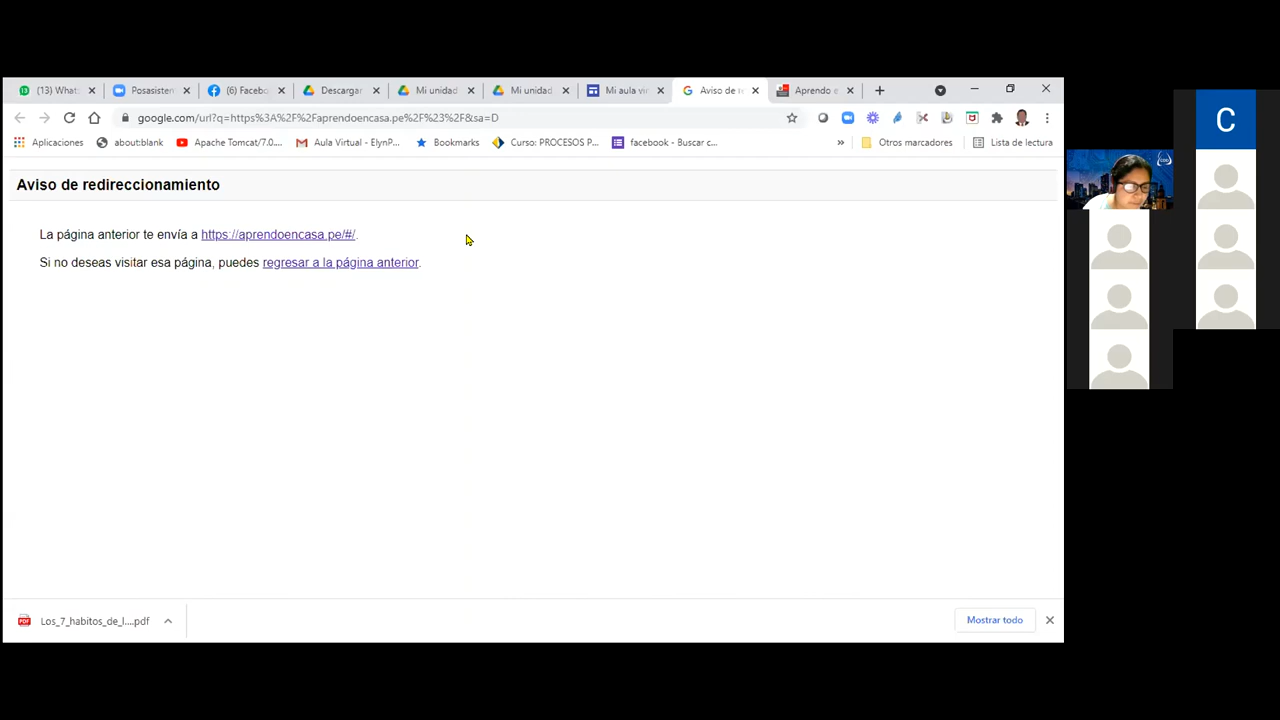 (13) What:
Posasisten
(6) Facebo
Descargar
Mi unidad
Mi unidad
Mi aula vir
Aviso de re
Aprendo e
google.com/url?q=https%3A%2F%2Faprendoencasa.pe%2F%23%2F&sa=D
Aplicaciones
about:blank
Apache Tomcat/7.0....
Aula Virtual - ElynP...
Bookmarks
Curso: PROCESOS P...
facebook - Buscar c...
»
Otros marcadores
Lista de lectura
Aviso de redireccionamiento
La página anterior te envía a https://aprendoencasa.pe/#/.
Si no deseas visitar esa página, puedes regresar a la página anterior.
PDF
Los_7_habitos_de_l....pdf
Mostrar todo
C